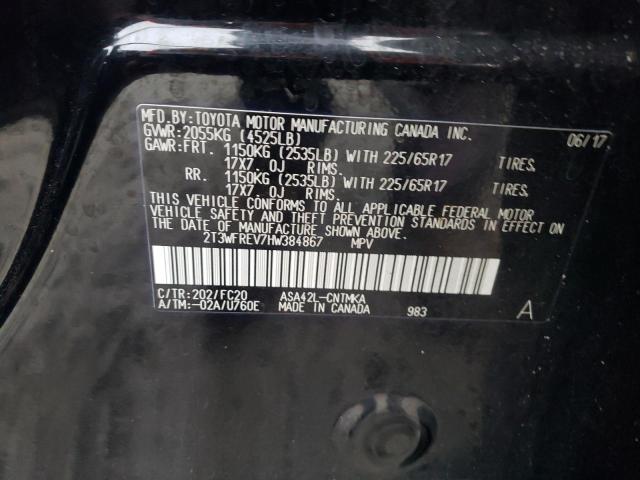 MFD.BY:TOYOTA MOTOR MANUFACTURING CANADA INC. 06/17
GVWR:2055KG (4525LB)
GAWR:FRT. 1150KG (2535LB) WITH 225/65R17 TIRES.
17X7 0J RIMS.
RR. 1150KG (2535LB) WITH 225/65R17 TIRES.
17X7 0J RIMS.
THIS VEHICLE CONFORMS TO ALL APPLICABLE FEDERAL MOTOR
VEHICLE SAFETY AND THEFT PREVENTION STANDARDS IN EFFECT ON
THE DATE OF MANUFACTURE SHOWN ABOVE.
2T3WFREV7HW384867 MPV
C/TR:202/FC20 ASA42L-CNTMKA
A/TM:-02A/U760E MADE IN CANADA 983 A